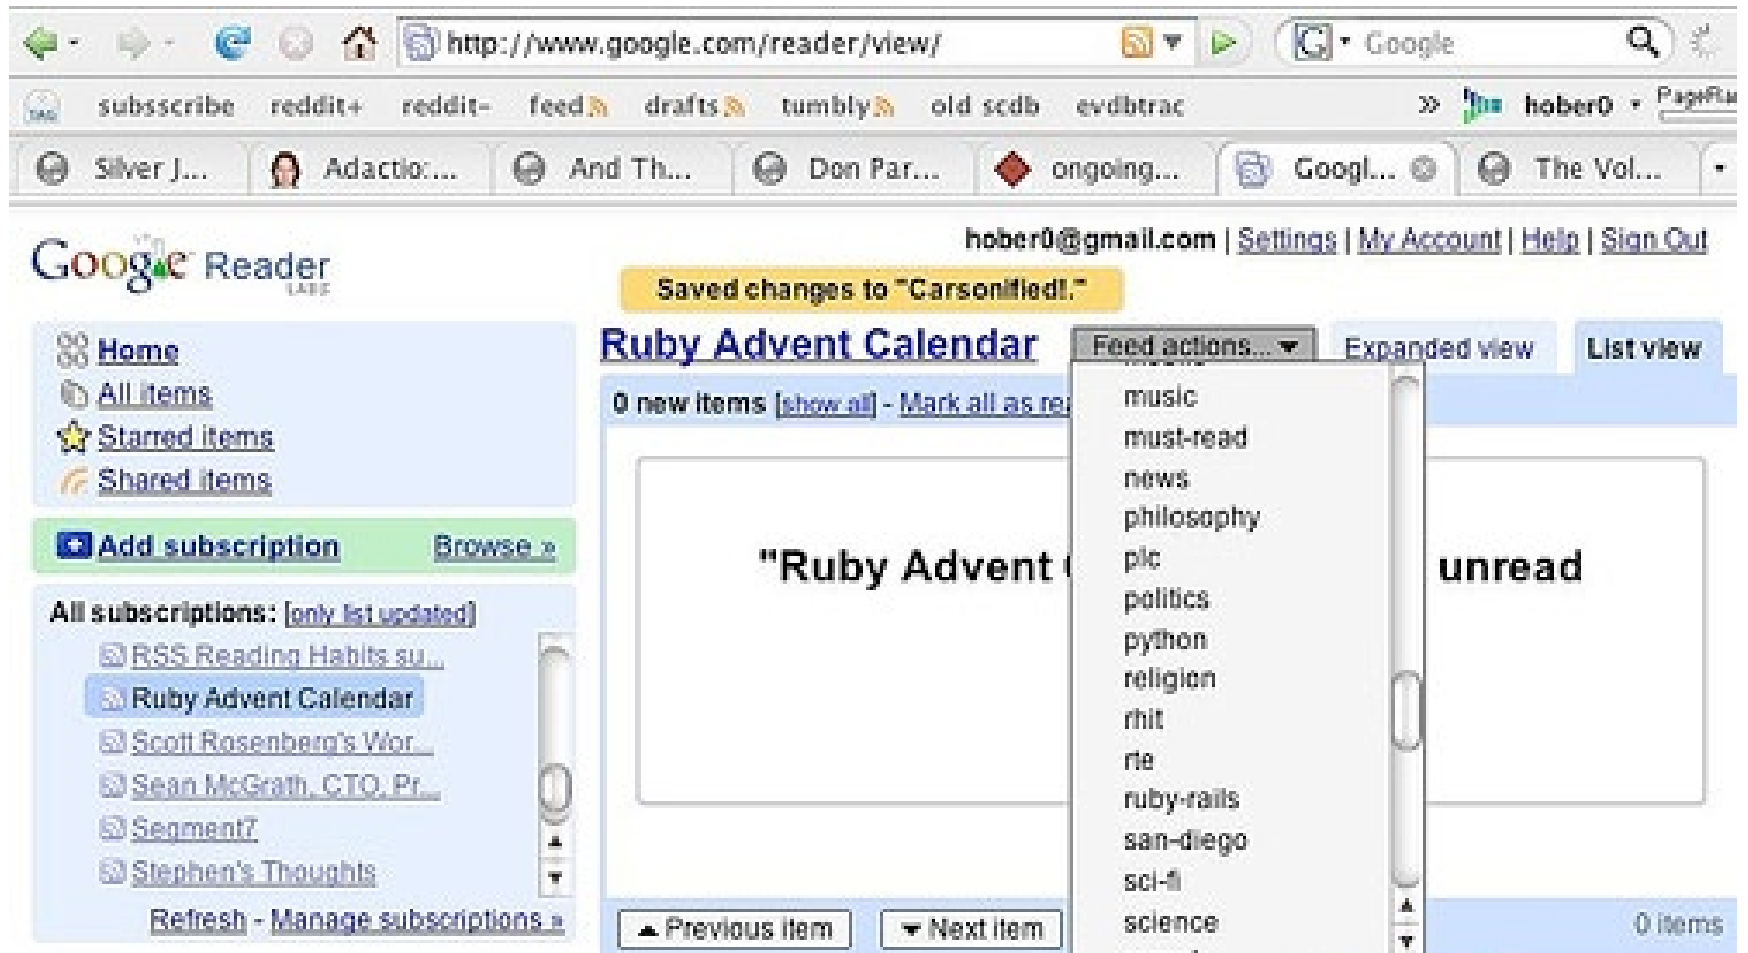 http://www.google.com/reader/view/ Google
subsscribe reddit+ reddit- feed drafts tumbly old scdb evdbtrac » hober0
Silver J... Adactio:... And Th... Don Par... ongoing... Googl... The Vol...
hober0@gmail.com | Settings | My Account | Help | Sign Out
Google Reader
LABS
Saved changes to "Carsonified!."
Ruby Advent Calendar Feed actions... Expanded view List view
Home
All items
Starred items
Shared items
Add subscription Browse »
All subscriptions: [only list updated]
RSS Reading Habits su...
Ruby Advent Calendar
Scott Rosenberg's Wor...
Sean McGrath, CTO, Pr...
Segment7
Stephen's Thoughts
Refresh - Manage subscriptions »
0 new items [show all] - Mark all as rea
"Ruby Advent unread
music
must-read
news
philosophy
plc
politics
python
religion
rhit
rte
ruby-rails
san-diego
sci-fi
science
Previous item Next item 0 items